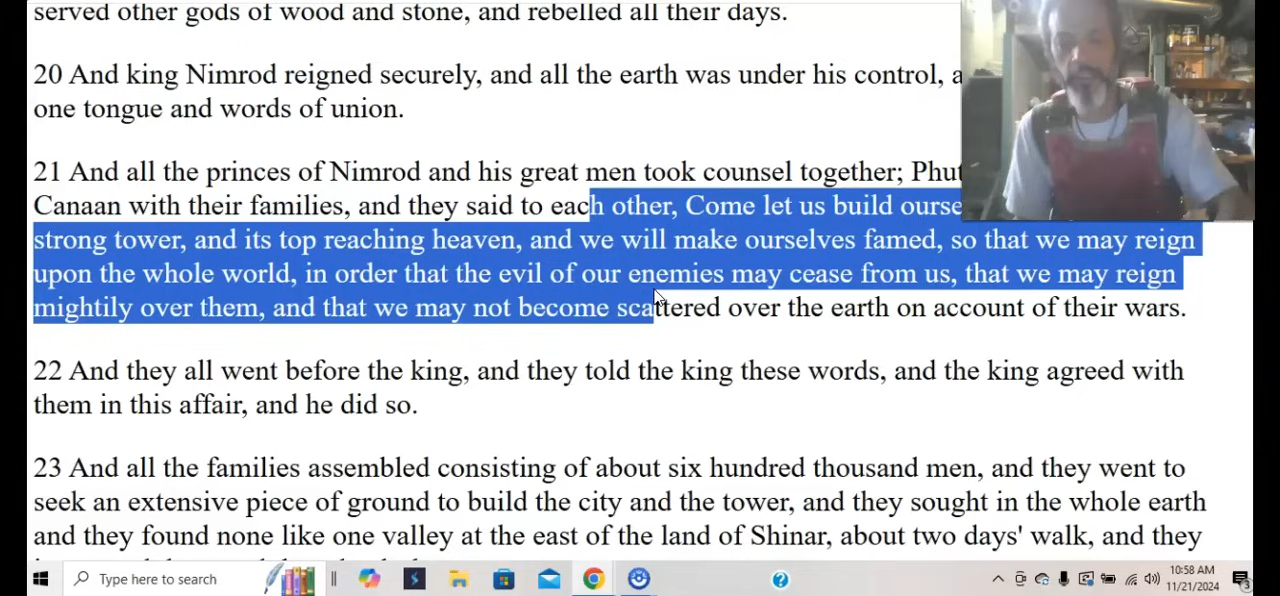 served other gods of wood and stone, and rebelled all their days.
20 And king Nimrod reigned securely, and all the earth was under his control, a
one tongue and words of union.
21 And all the princes of Nimrod and his great men took counsel together; Phut
Canaan with their families, and they said to each other, Come let us build ourse
strong tower, and its top reaching heaven, and we will make ourselves famed, so that we may reign
upon the whole world, in order that the evil of our enemies may cease from us, that we may reign
mightily over them, and that we may not become scattered over the earth on account of their wars.
22 And they all went before the king, and they told the king these words, and the king agreed with
them in this affair, and he did so.
23 And all the families assembled consisting of about six hundred thousand men, and they went to
seek an extensive piece of ground to build the city and the tower, and they sought in the whole earth
and they found none like one valley at the east of the land of Shinar, about two days' walk, and they
Type here to search
10:58 AM
11/21/2024
3